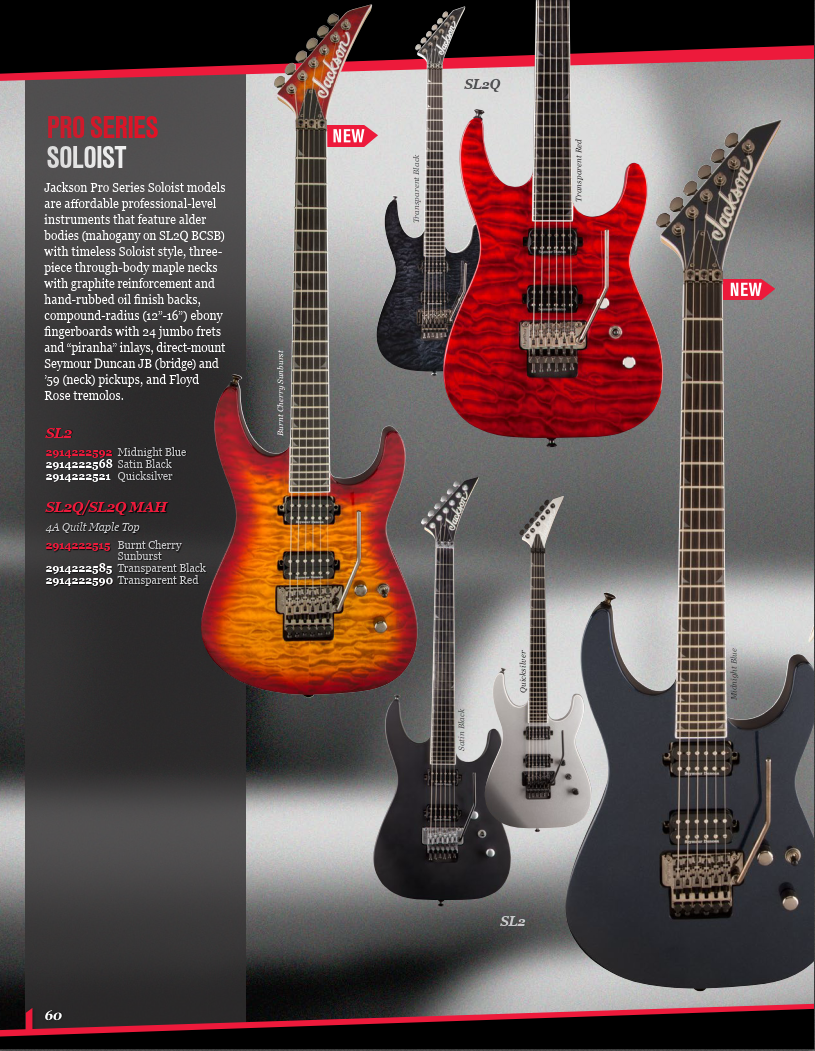 PRO SERIES
SOLOIST
Jackson Pro Series Soloist models
are affordable professional-level
instruments that feature alder
bodies (mahogany on SL2Q BCSB)
with timeless Soloist style, three-
piece through-body maple necks
with graphite reinforcement and
hand-rubbed oil finish backs,
compound-radius (12”-16”) ebony
fingerboards with 24 jumbo frets
and “piranha” inlays, direct-mount
Seymour Duncan JB (bridge) and
’59 (neck) pickups, and Floyd
Rose tremolos.
SL2
2914222592 Midnight Blue
2914222568 Satin Black
2914222521 Quicksilver
SL2Q/SL2Q MAH
4A Quilt Maple Top
2914222515 Burnt Cherry
Sunburst
2914222585 Transparent Black
2914222590 Transparent Red
Jackson
NEW
Burnt Cherry Sunburst
Jackson
Transparent Black
SL2Q
Transparent Red
Jackson
NEW
Midnight Blue
Jackson
Satin Black
Quicksilver
SL2
60